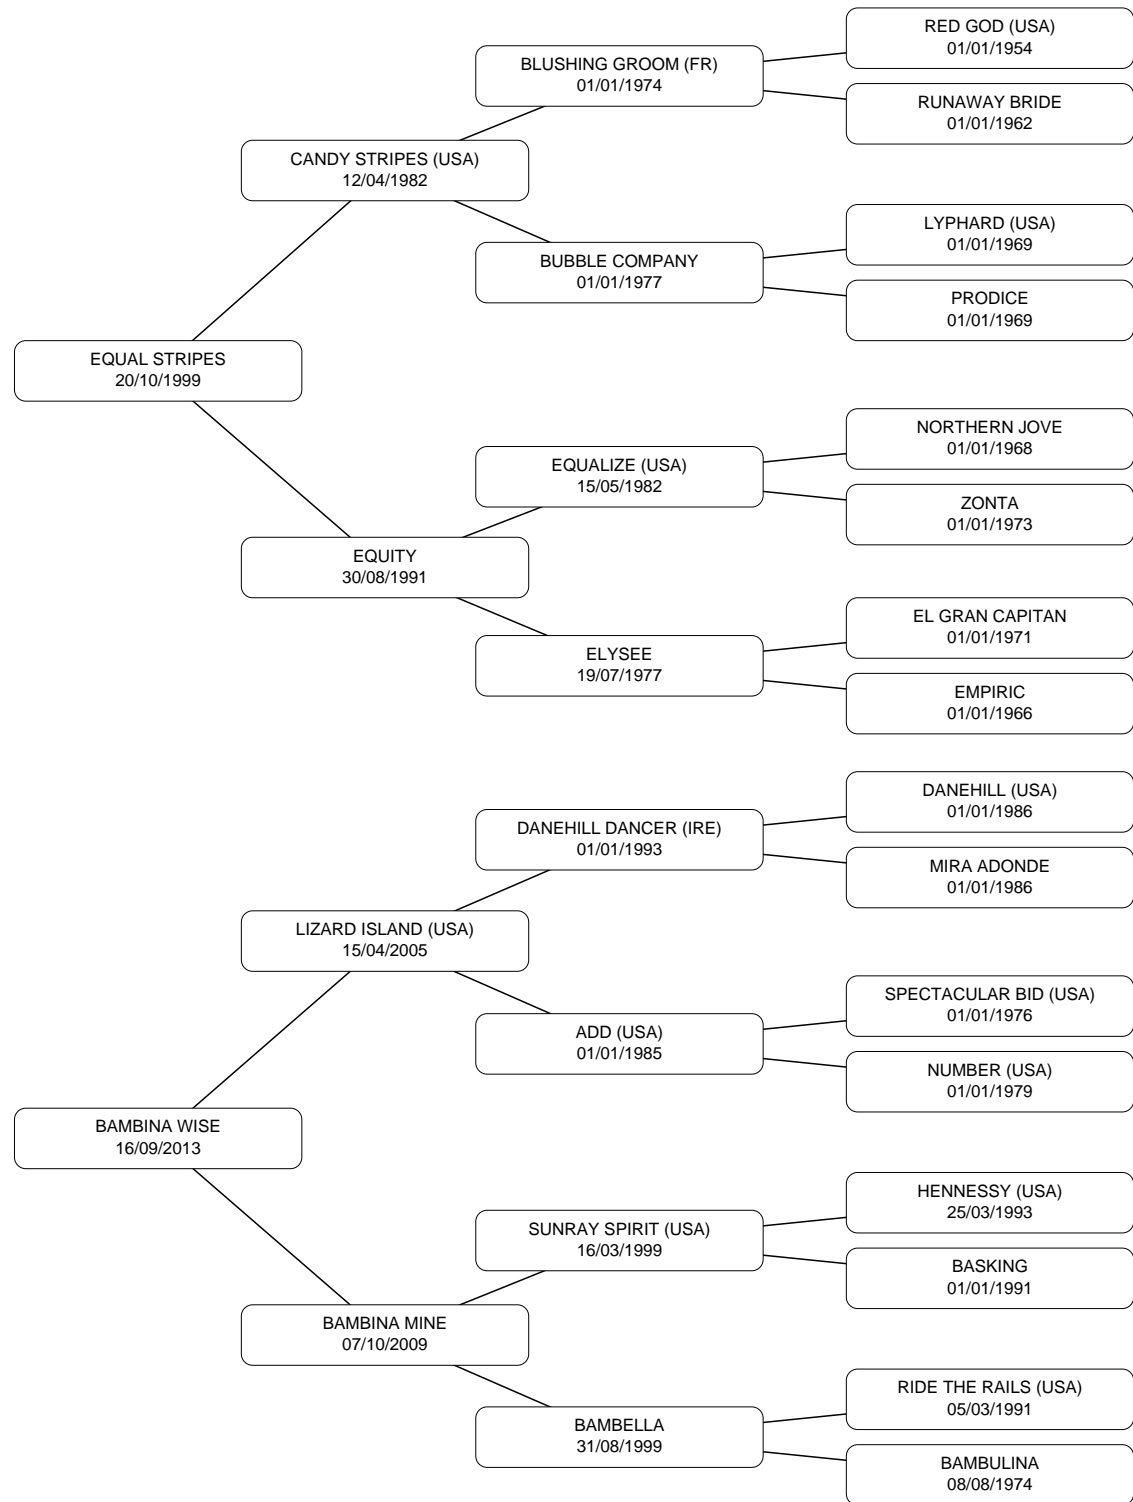 RED GOD (USA)
01/01/1954
BLUSHING GROOM (FR)
01/01/1974
RUNAWAY BRIDE
01/01/1962
CANDY STRIPES (USA)
12/04/1982
LYPHARD (USA)
01/01/1969
BUBBLE COMPANY
01/01/1977
PRODICE
01/01/1969
EQUAL STRIPES
20/10/1999
NORTHERN JOVE
01/01/1968
EQUALIZE (USA)
15/05/1982
ZONTA
01/01/1973
EQUITY
30/08/1991
EL GRAN CAPITAN
01/01/1971
ELYSEE
19/07/1977
EMPIRIC
01/01/1966
DANEHILL (USA)
01/01/1986
DANEHILL DANCER (IRE)
01/01/1993
MIRA ADONDE
01/01/1986
LIZARD ISLAND (USA)
15/04/2005
SPECTACULAR BID (USA)
01/01/1976
ADD (USA)
01/01/1985
NUMBER (USA)
01/01/1979
BAMBINA WISE
16/09/2013
HENNESSY (USA)
25/03/1993
SUNRAY SPIRIT (USA)
16/03/1999
BASKING
01/01/1991
BAMBINA MINE
07/10/2009
RIDE THE RAILS (USA)
05/03/1991
BAMBELLA
31/08/1999
BAMBULINA
08/08/1974